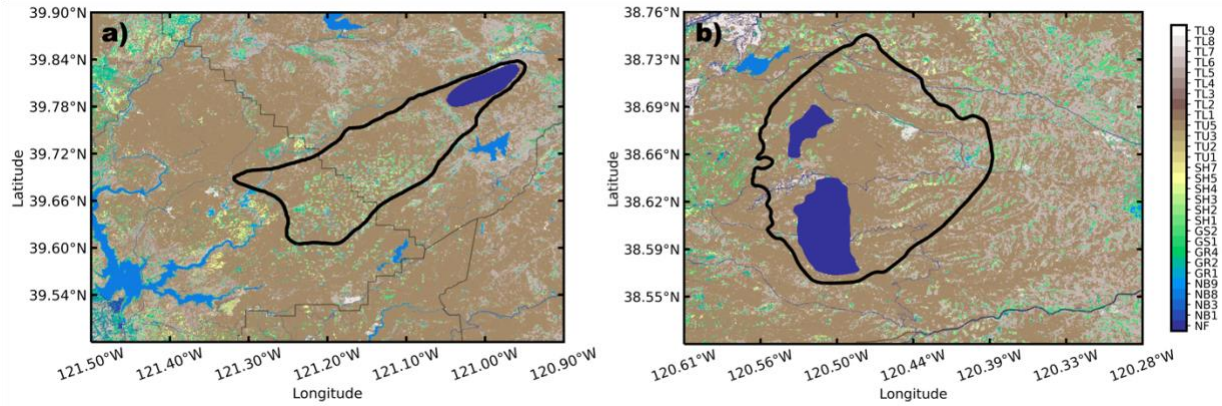 a)
39.90°N
39.84°N
39.78°N
39.72°N
39.66°N
39.60°N
39.54°N
Latitude
121.50°W
121.40°W
121.30°W
121.20°W
121.10°W
121.00°W
120.90°W
Longitude
b)
38.76°N
38.73°N
38.69°N
38.66°N
38.62°N
38.59°N
38.55°N
Latitude
120.61°W
120.56°W
120.50°W
120.44°W
120.39°W
120.33°W
120.28°W
Longitude
TL9
TL8
TL7
TL6
TL5
TL4
TL3
TL2
TL1
TU5
TU3
TU2
TU1
SH7
SH5
SH4
SH3
SH2
SH1
GS2
GS1
GR4
GR2
GR1
NB9
NB8
NB3
NB1
NF